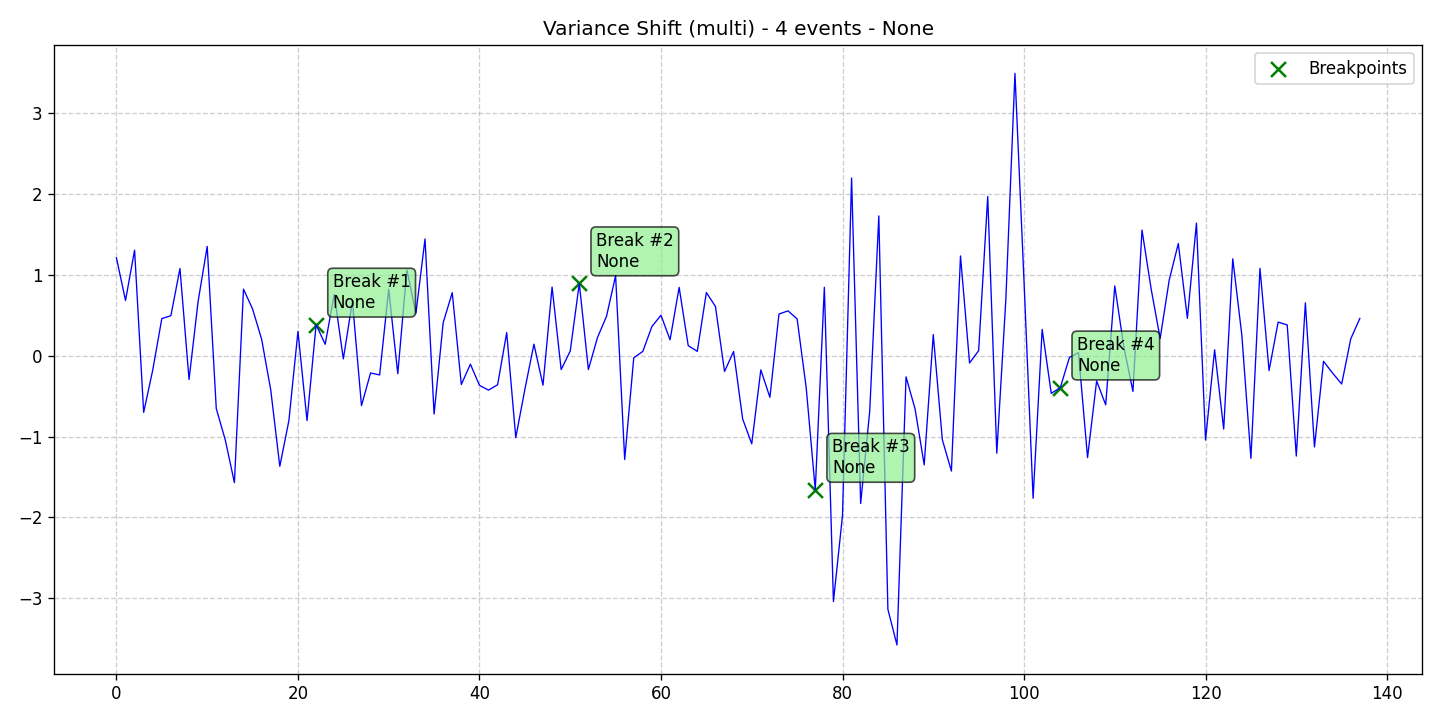 Variance Shift (multi) - 4 events - None
Breakpoints
3
2
1
0
−1
−2
−3
Break #1
None
Break #2
None
Break #3
None
Break #4
None
0
20
40
60
80
100
120
140